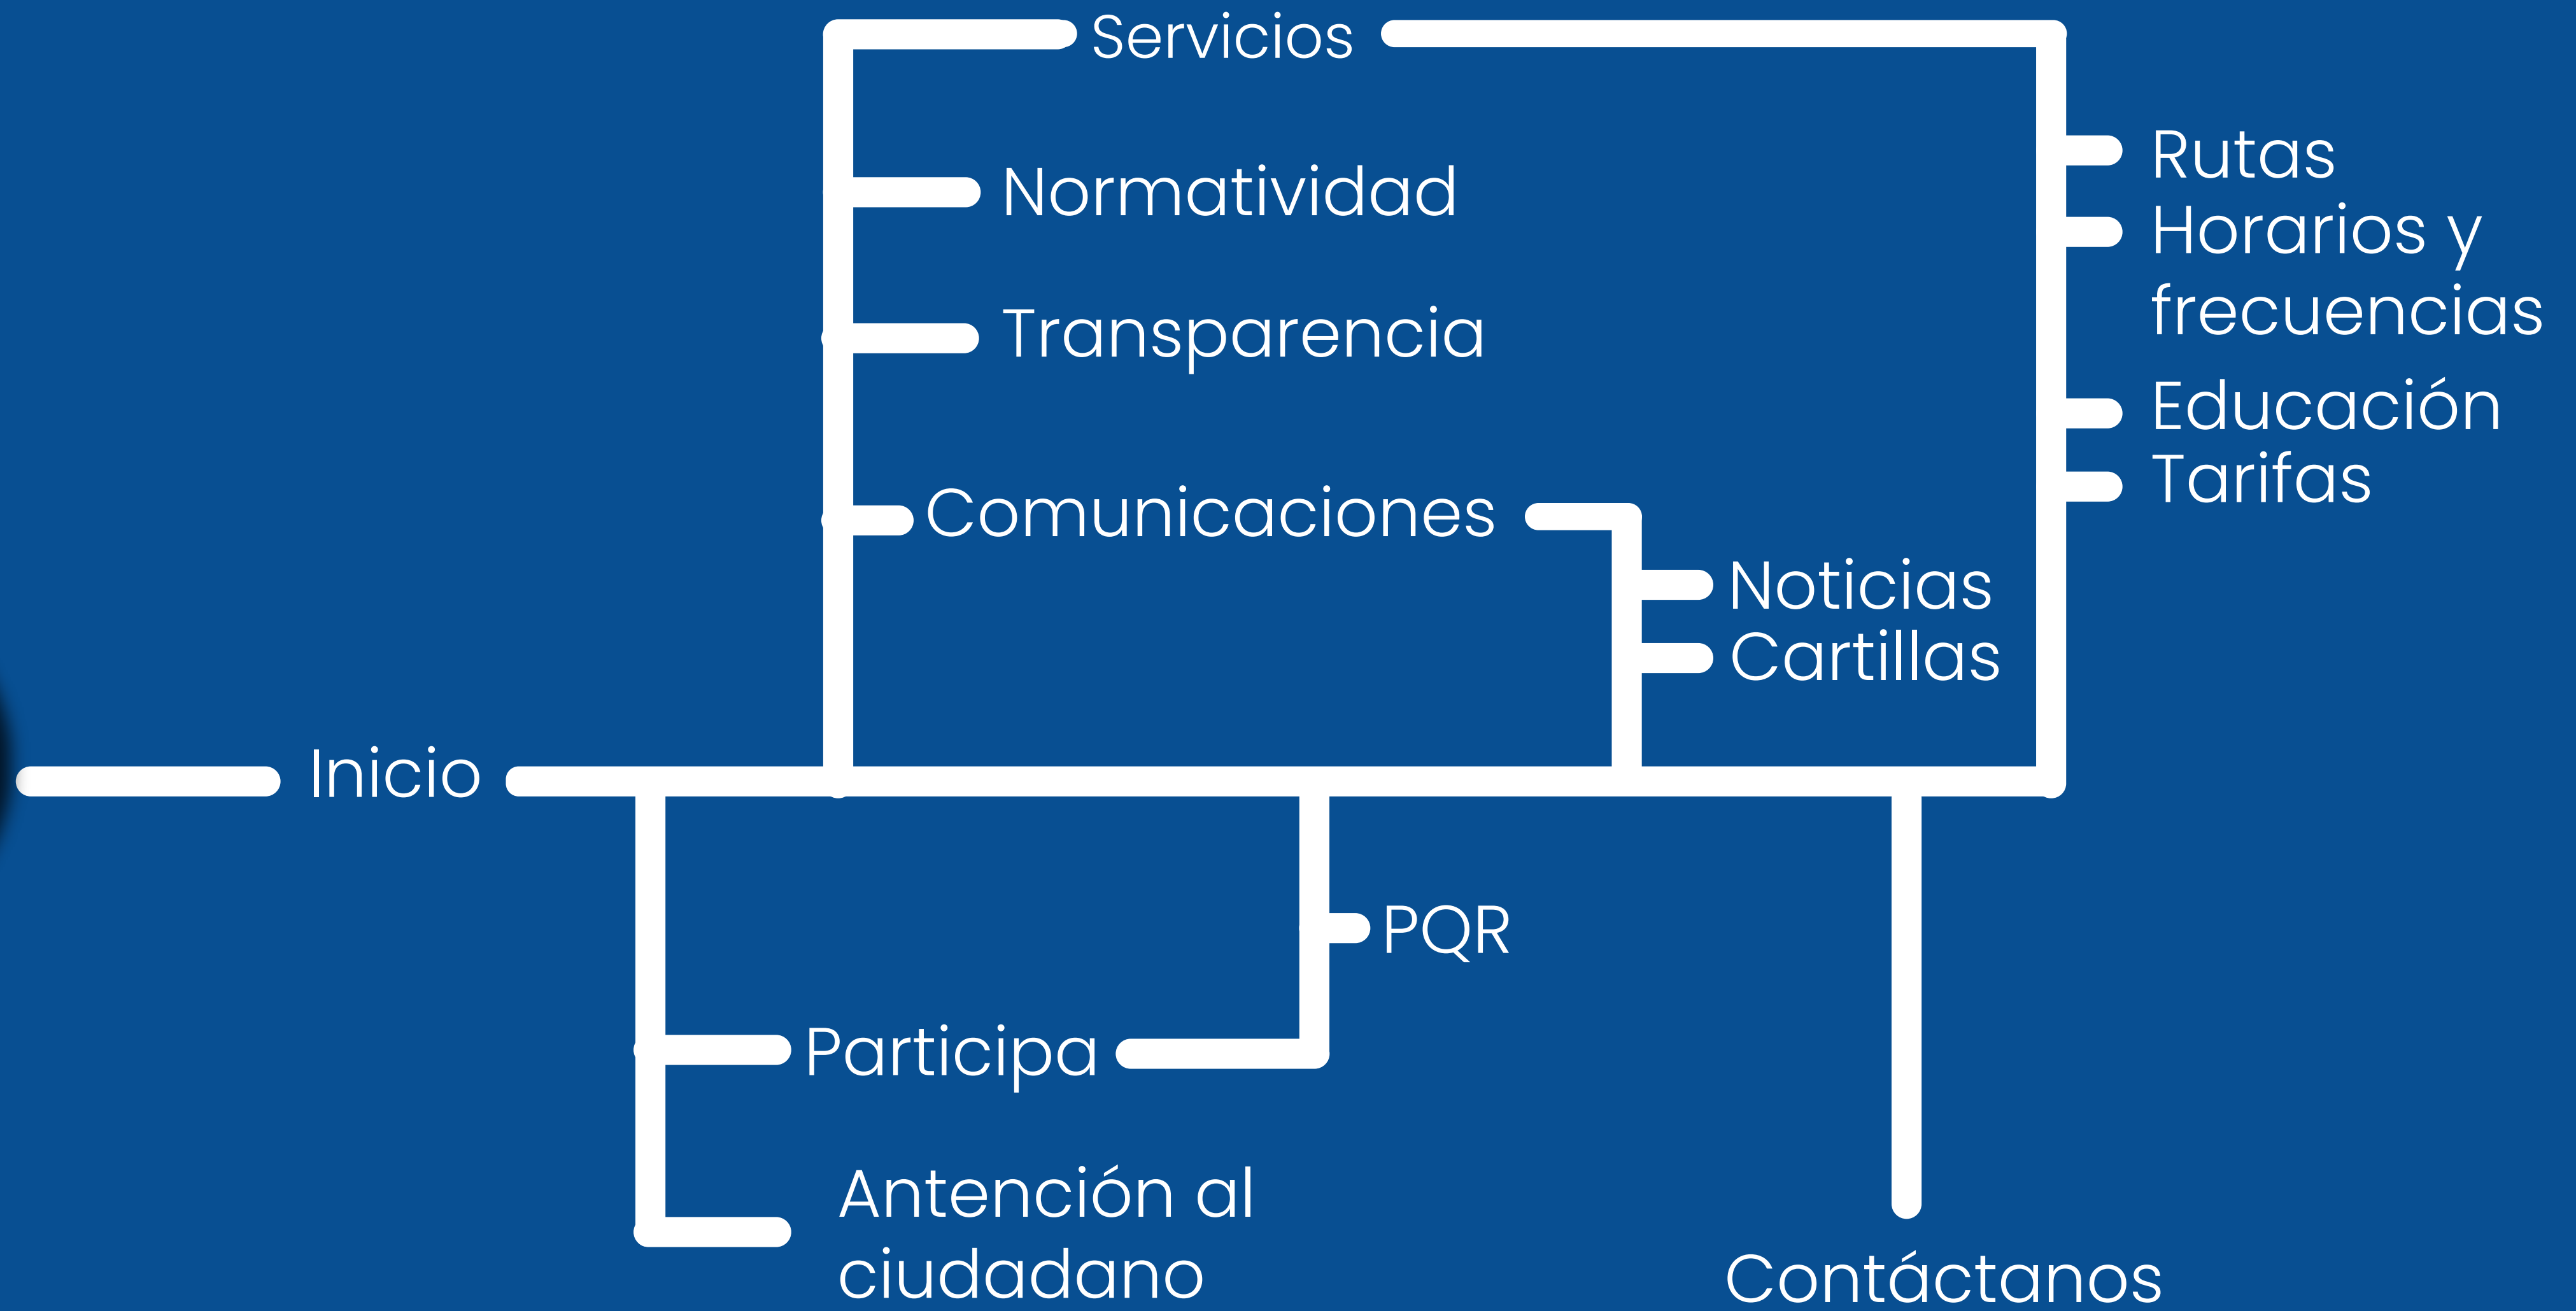 Servicios
Normatividad
Transparencia
Comunicaciones
Rutas
Horarios y
frecuencias
Educación
Tarifas
Noticias
Cartillas
Inicio
PQR
Participa
Antención al
ciudadano
Contáctanos